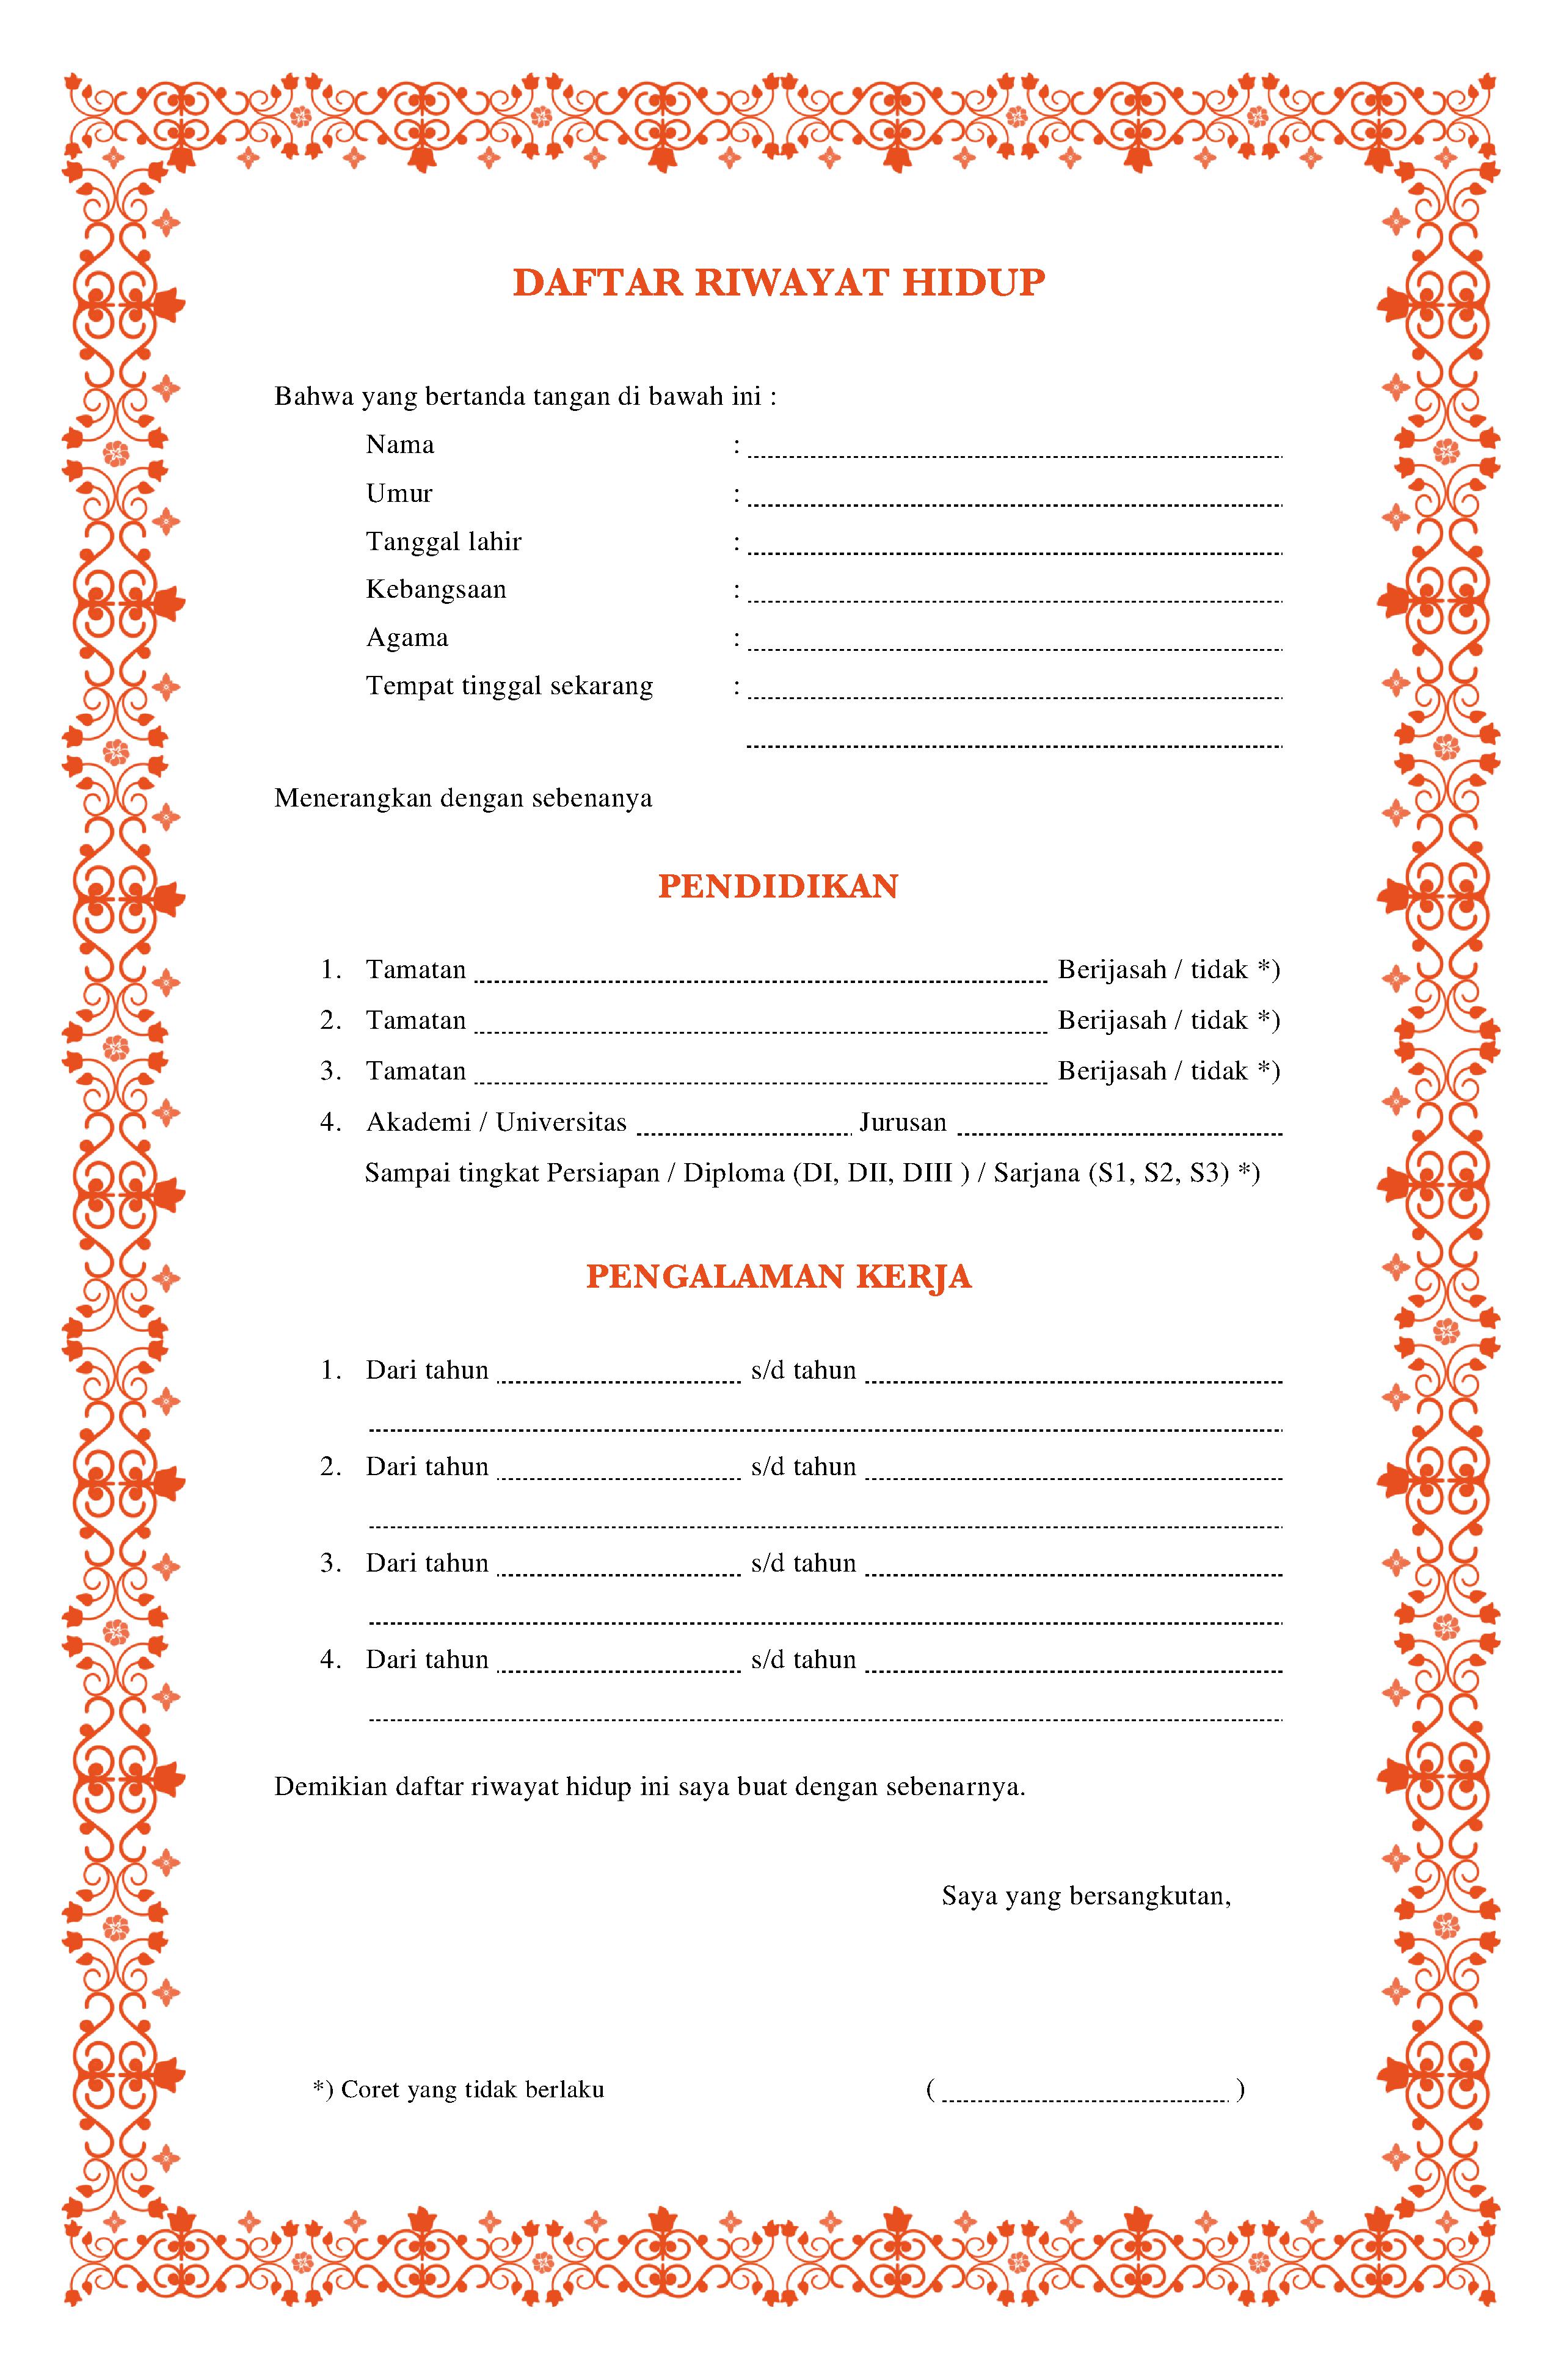 DAFTAR RIWAYAT HIDUP
Bahwa yang bertanda tangan di bawah ini :
Nama :
Umur :
Tanggal lahir :
Kebangsaan :
Agama :
Tempat tinggal sekarang :
Menerangkan dengan sebenanya
PENDIDIKAN
1. Tamatan Berijasah / tidak *)
2. Tamatan Berijasah / tidak *)
3. Tamatan Berijasah / tidak *)
4. Akademi / Universitas Jurusan
Sampai tingkat Persiapan / Diploma (DI, DII, DIII ) / Sarjana (S1, S2, S3) *)
PENGALAMAN KERJA
1. Dari tahun s/d tahun
2. Dari tahun s/d tahun
3. Dari tahun s/d tahun
4. Dari tahun s/d tahun
Demikian daftar riwayat hidup ini saya buat dengan sebenarnya.
Saya yang bersangkutan,
*) Coret yang tidak berlaku ( )